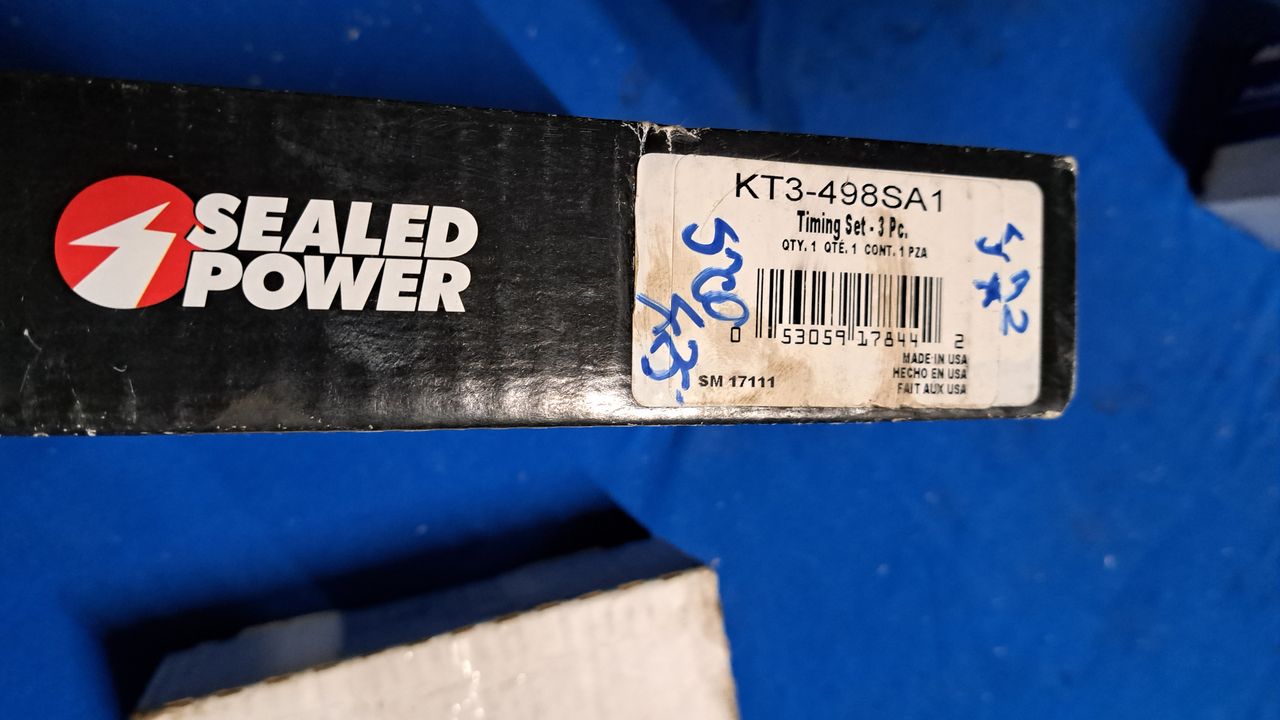 SEALED
POWER
KT3-498SA1
Timing Set - 3 Pc.
QTY. 1 QTÉ. 1 CONT. 1 PZA
0 53059 17844 2
MADE IN USA
HECHO EN USA
FAIT AUX USA
SM 17111